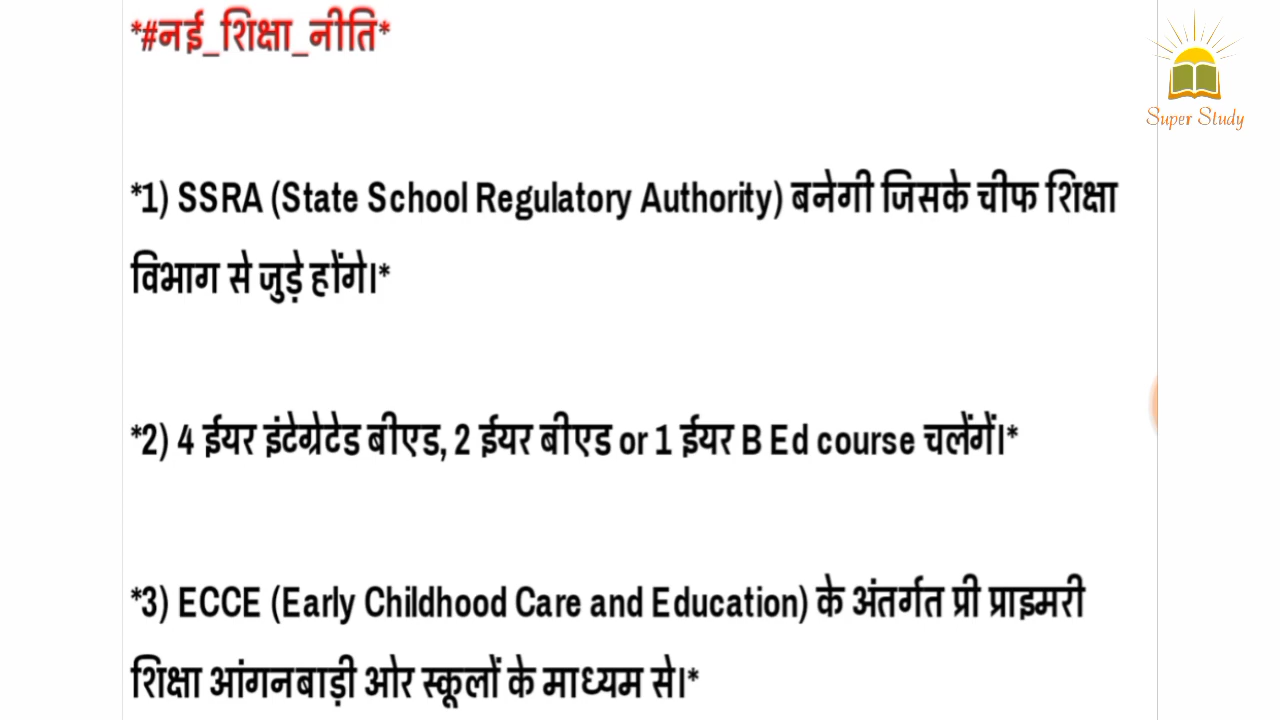 *#नई_शिक्षा_नीति*
Super Study
*1) SSRA (State School Regulatory Authority) बनेगी जिसके चीफ शिक्षा
विभाग से जुड़े होंगे।*
*2) 4 ईयर इंटेग्रेटेड बीएड, 2 ईयर बीएड or 1 ईयर B Ed course चलेंगें।*
*3) ECCE (Early Childhood Care and Education) के अंतर्गत प्री प्राइमरी
शिक्षा आंगनबाड़ी ओर स्कूलों के माध्यम से।*